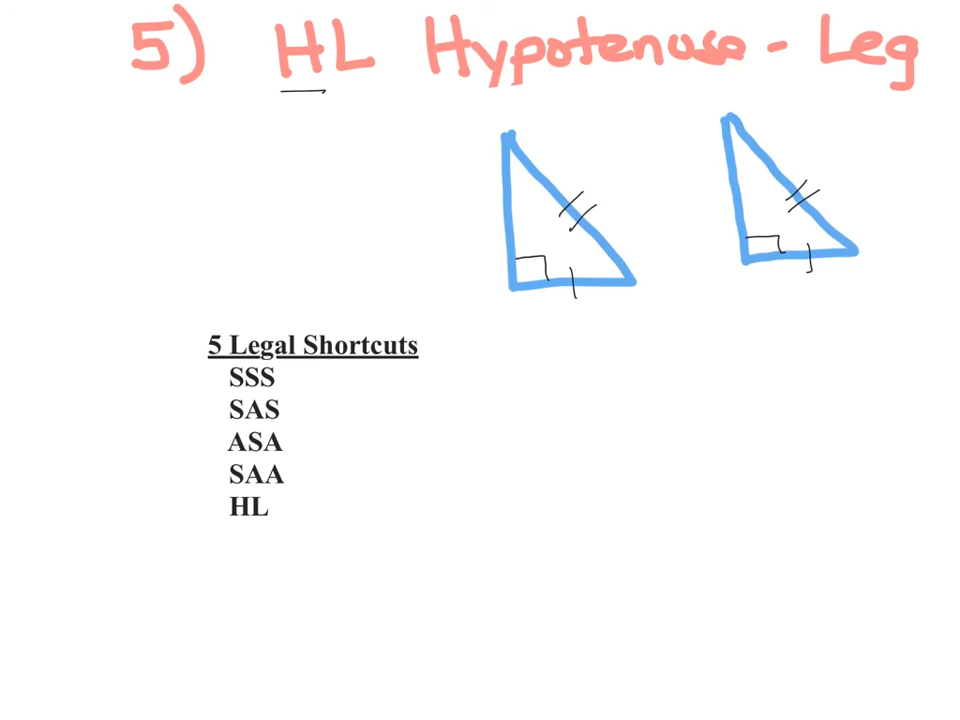 5) HL Hypotenuse - Leg
5 Legal Shortcuts
SSS
SAS
ASA
SAA
HL